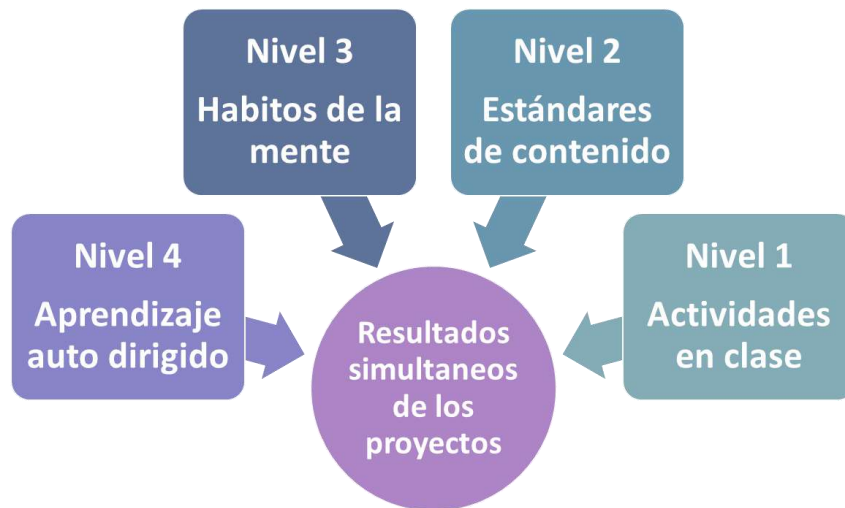 Nivel 3
Habitos de la
mente
Nivel 2
Estándares
de contenido
Nivel 4
Aprendizaje
auto dirigido
Nivel 1
Actividades
en clase
Resultados
simultaneos
de los
proyectos